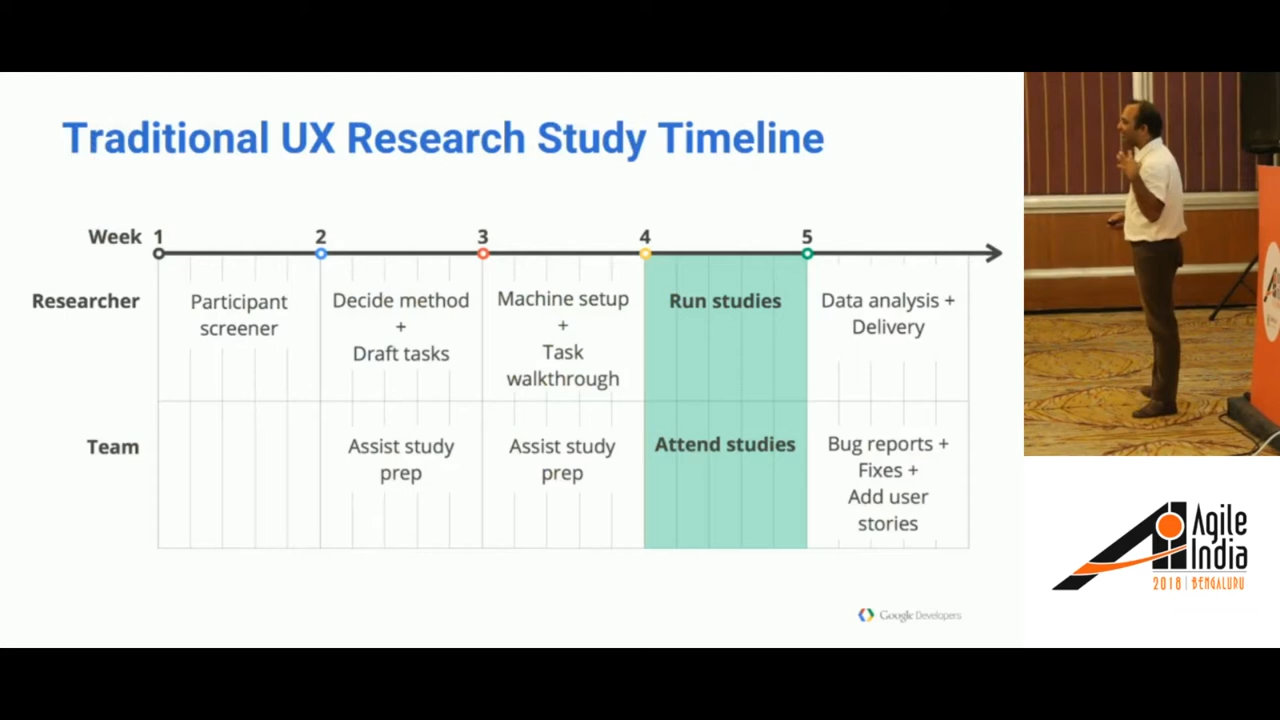 Traditional UX Research Study Timeline
Week 1 2 3 4 5
Researcher
Participant
screener
Decide method
+
Draft tasks
Machine setup
+
Task
walkthrough
Run studies
Data analysis +
Delivery
Team
Assist study
prep
Assist study
prep
Attend studies
Bug reports +
Fixes +
Add user
stories
Google Developers
Agile
India
2018 | BENGALURU